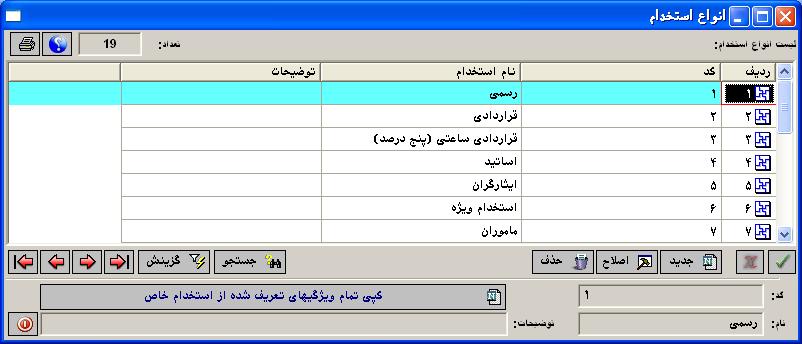 انواع استخدام
لیست انواع استخدام: تعداد: 19
ردیف کد نام استخدام توضیحات
۱ ۱ رسمی
۲ ۲ قراردادی
۳ ۳ قراردادی ساعتی (پنج درصد)
۴ ۴ اساتید
۵ ۵ ایثارگران
۶ ۶ استخدام ویژه
۷ ۷ ماموران
جدید اصلاح حذف جستجو گزینش
کد: ۱ کپی تمام ویژگیهای تعریف شده از استخدام خاص
نام: رسمی توضیحات: